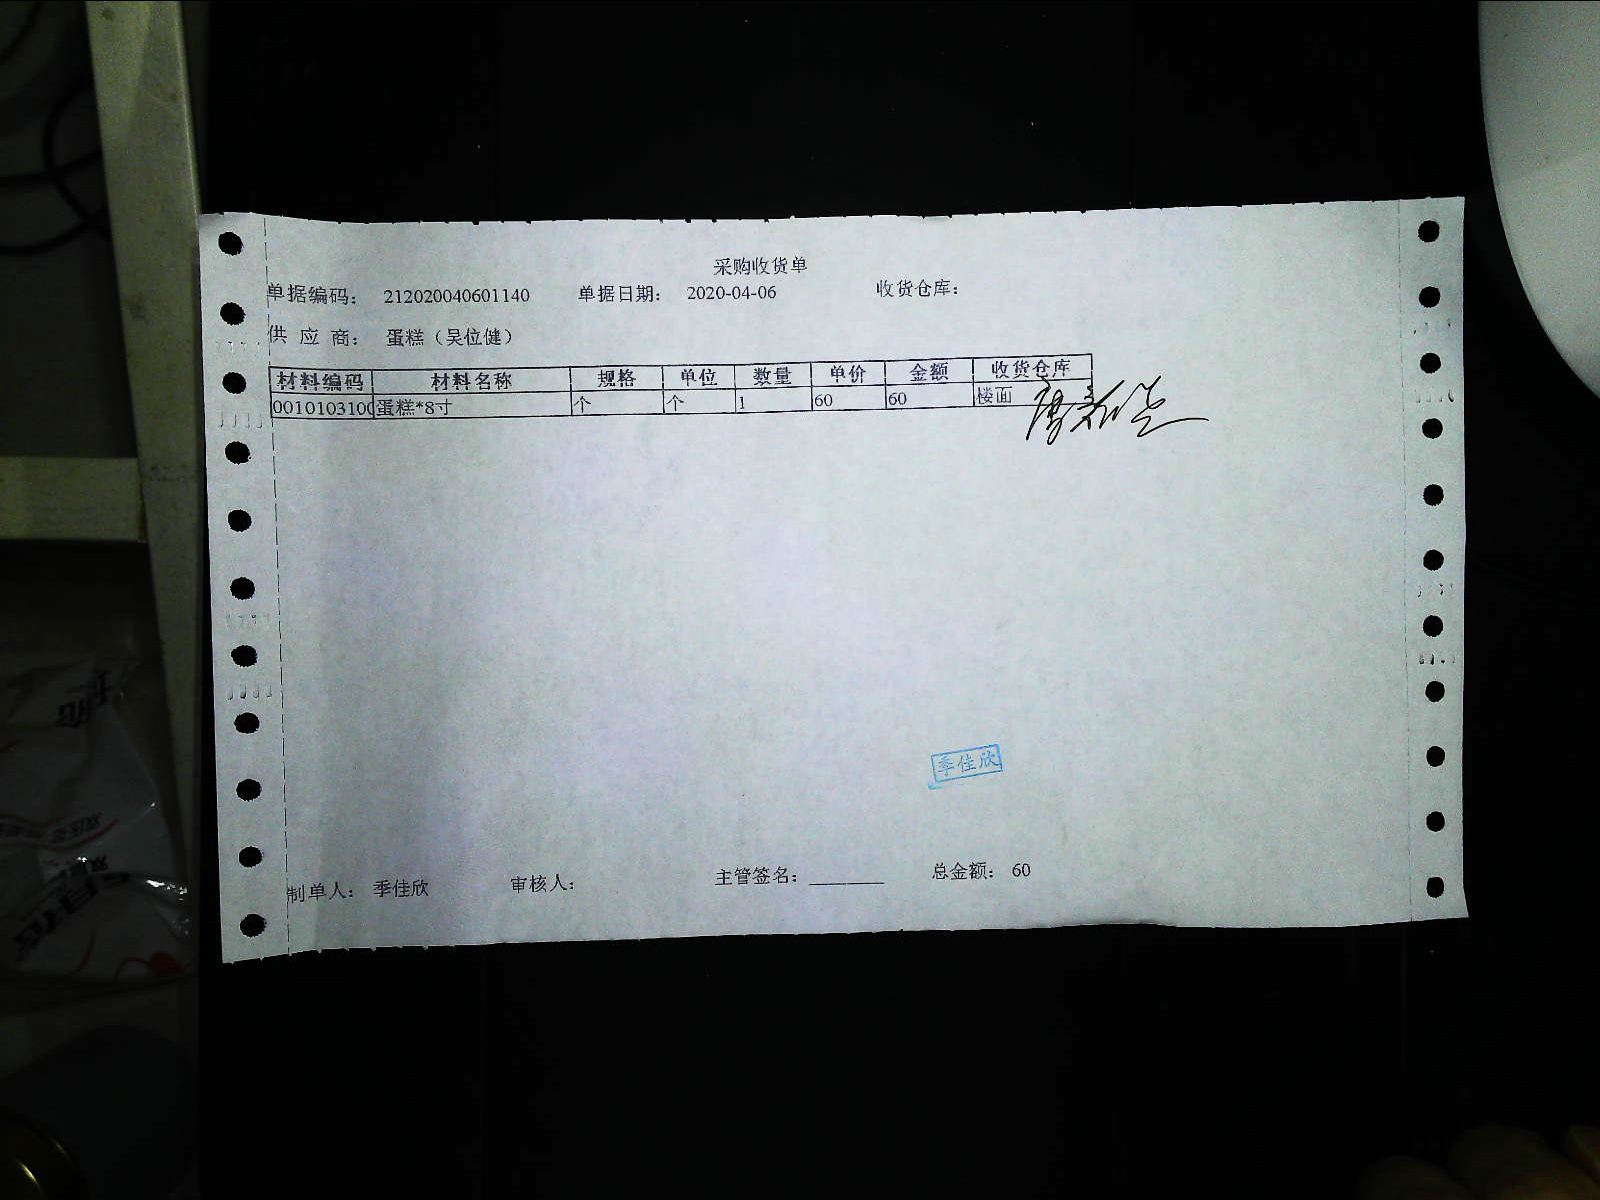 采购收货单
单据编码： 212020040601140 单据日期： 2020-04-06 收货仓库：
供 应 商： 蛋糕（吴位健）
材料编码 材料名称 规格 单位 数量 单价 金额 收货仓库
0010103100 蛋糕*8寸 个 个 1 60 60 楼面
季佳欣
制单人： 季佳欣 审核人： 主管签名：________ 总金额： 60